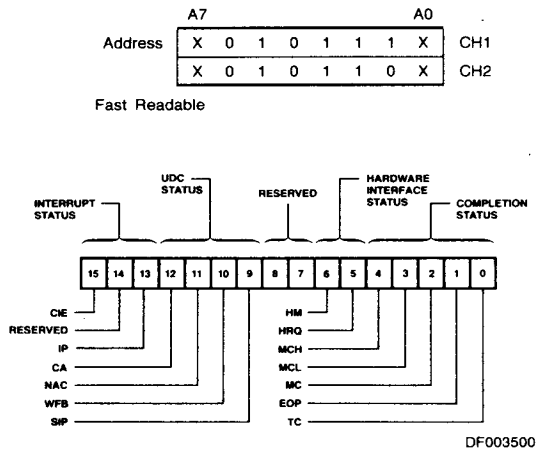 A7 A0
Address X 0 1 0 1 1 1 X CH1
X 0 1 0 1 1 0 X CH2
Fast Readable
INTERRUPT STATUS
UDC STATUS
RESERVED
HARDWARE INTERFACE STATUS
COMPLETION STATUS
15 14 13 12 11 10 9 8 7 6 5 4 3 2 1 0
CIE HM
RESERVED HRQ
IP MCH
CA MCL
NAC MC
WFB EOP
SIP TC
DF003500